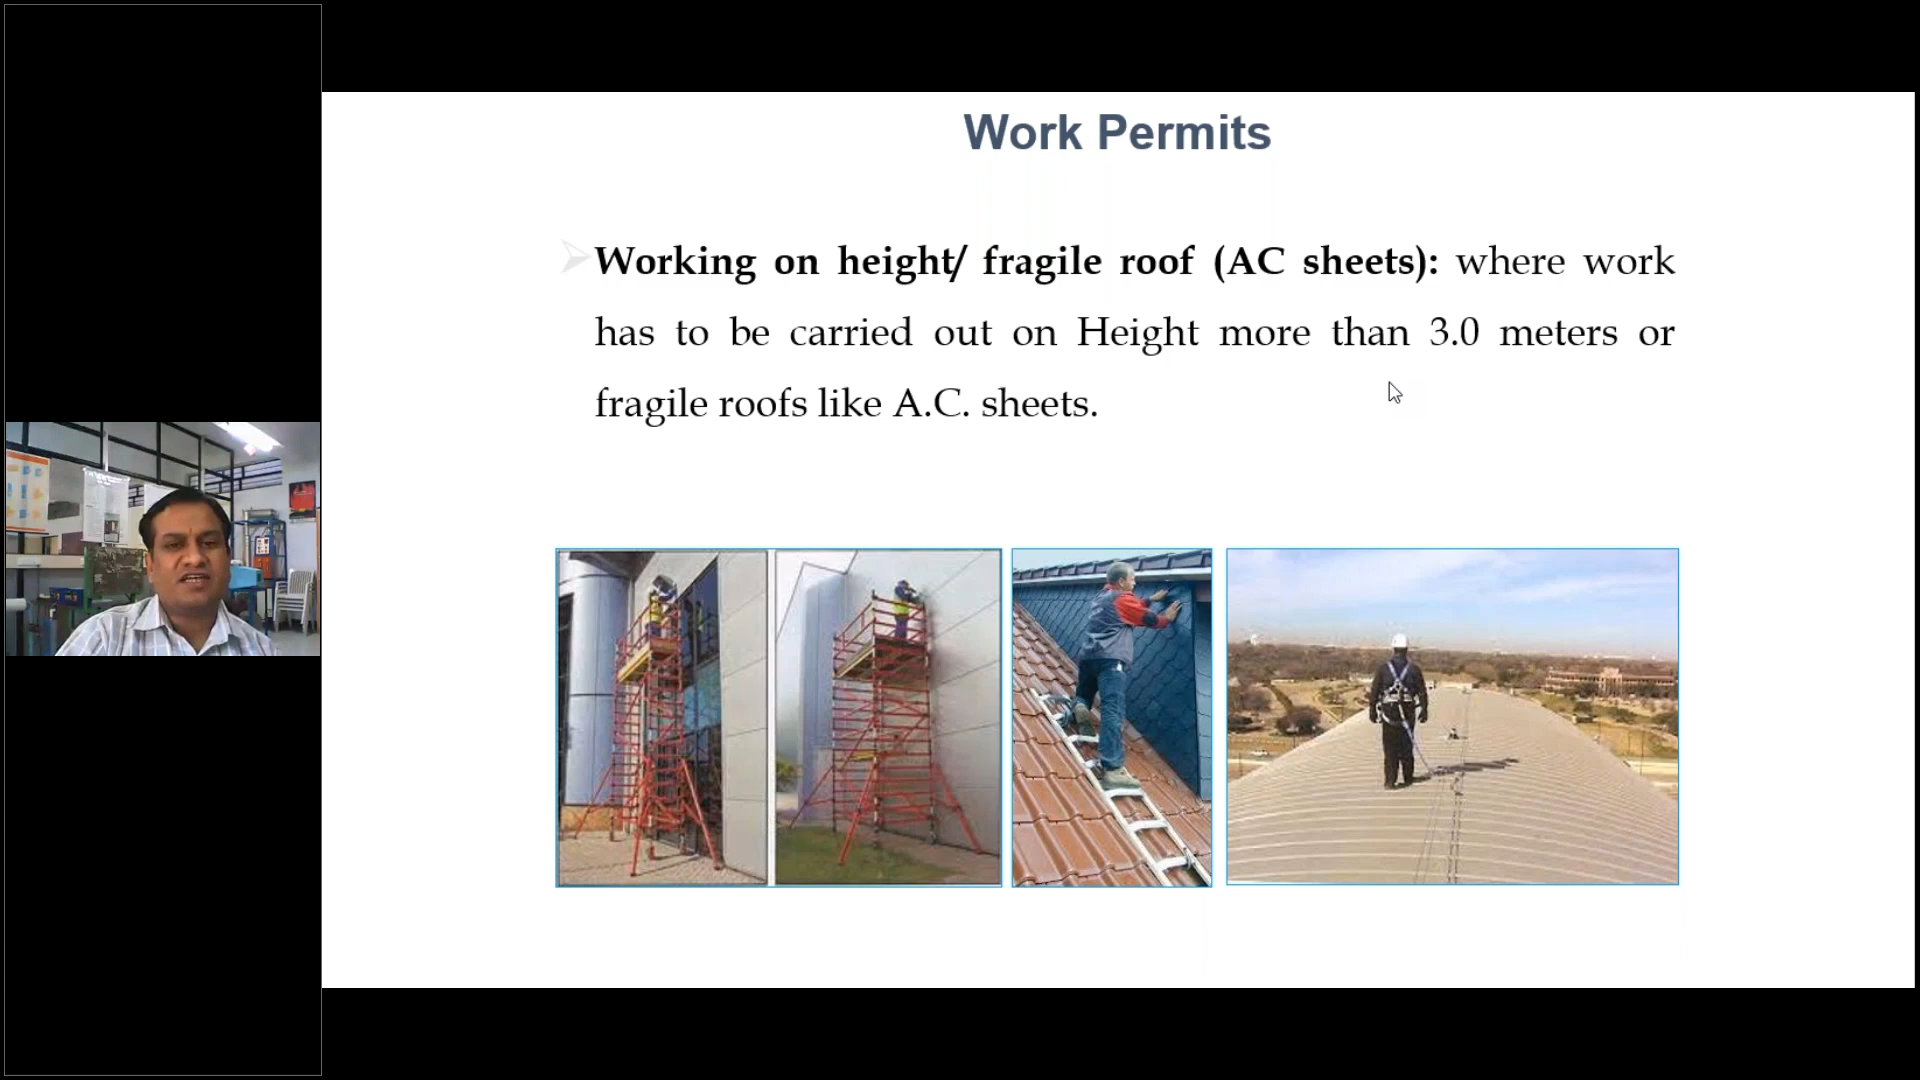 Work Permits
Working on height/ fragile roof (AC sheets): where work
has to be carried out on Height more than 3.0 meters or
fragile roofs like A.C. sheets.